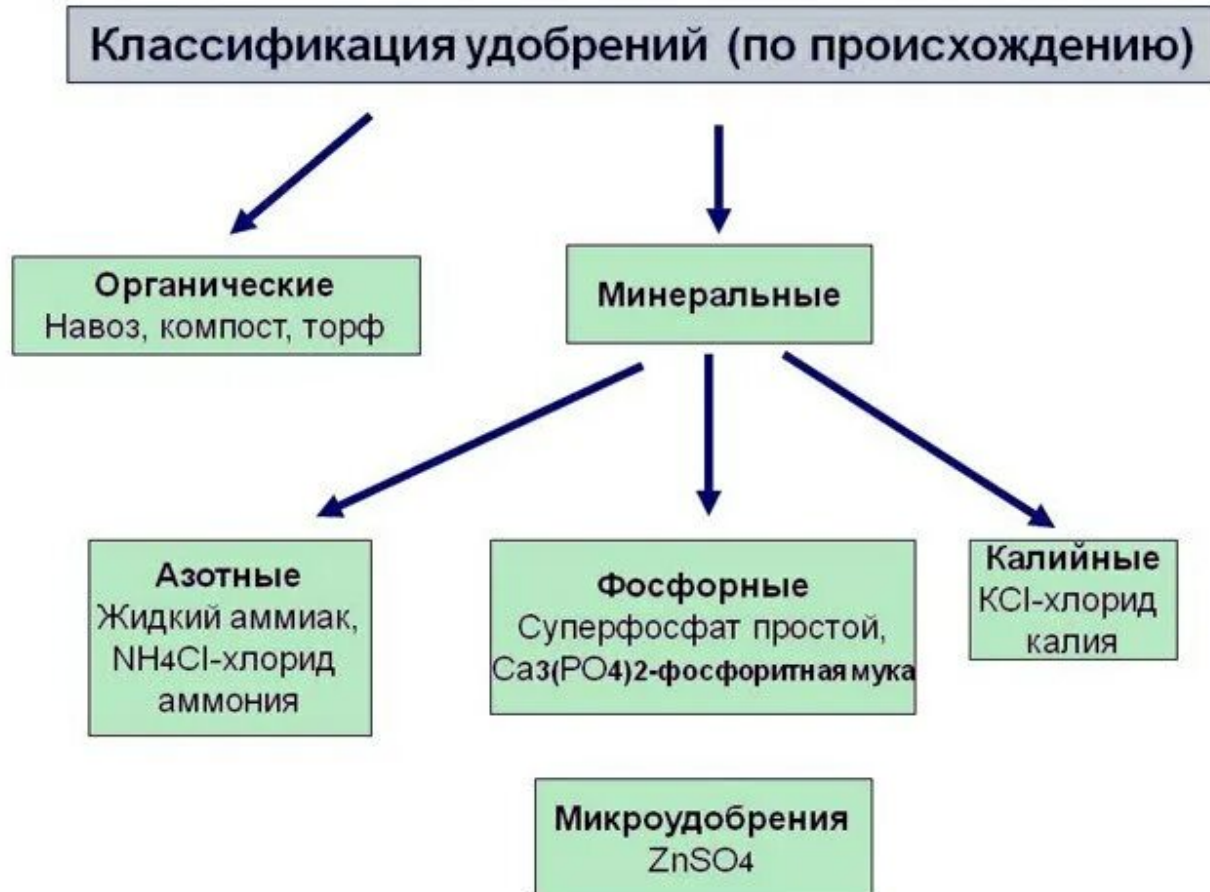 Классификация удобрений (по происхождению)
Органические
Навоз, компост, торф
Минеральные
Азотные
Жидкий аммиак,
NH4Cl-хлорид
аммония
Фосфорные
Суперфосфат простой,
Ca3(PO4)2-фосфоритная мука
Калийные
KCl-хлорид
калия
Микроудобрения
ZnSO4